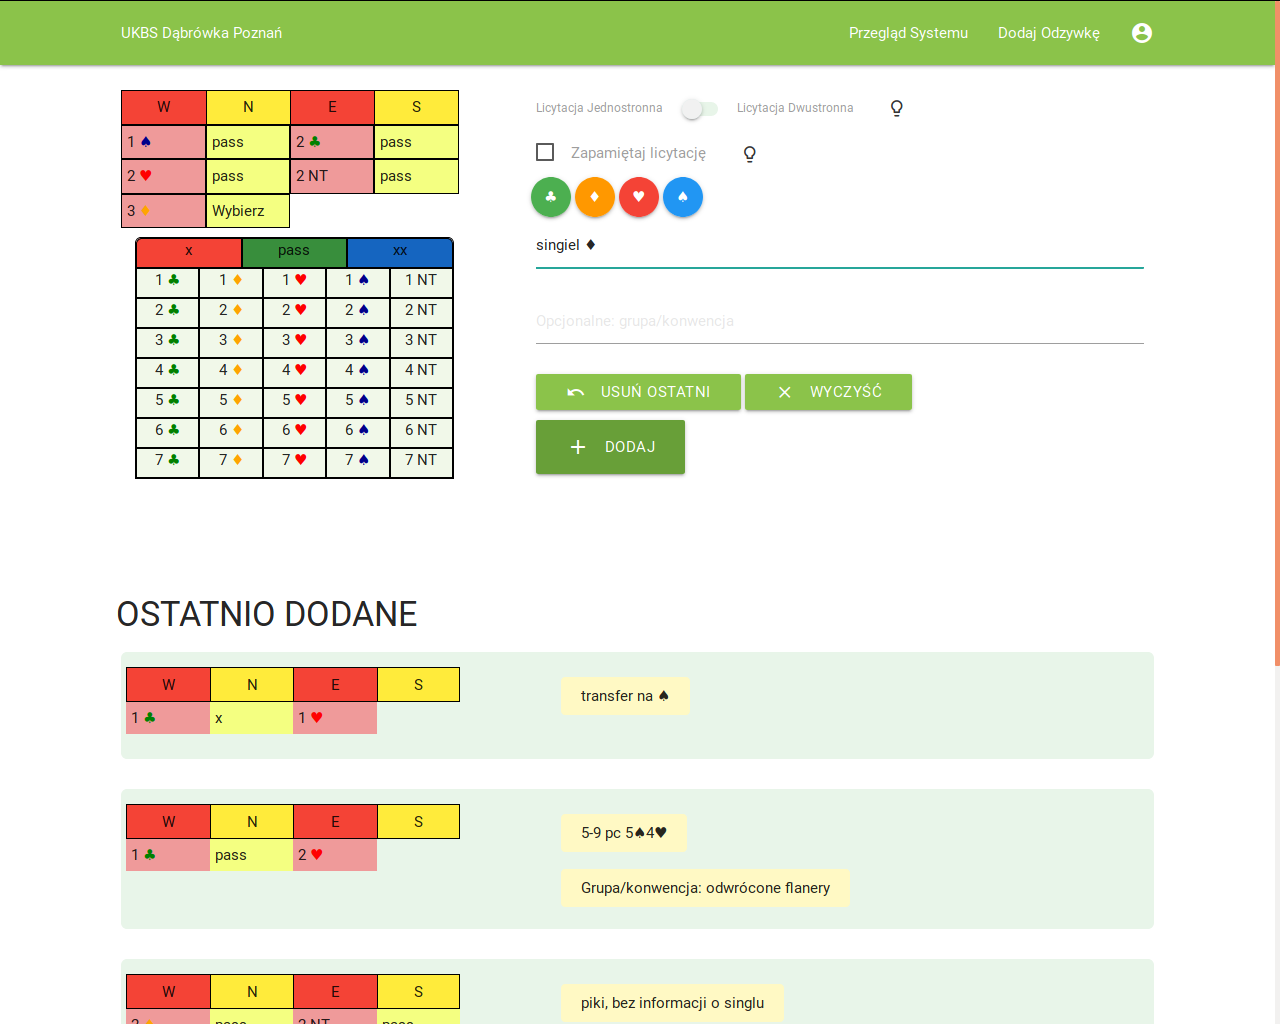 UKBS Dąbrówka Poznań Przegląd Systemu Dodaj Odzywkę
W N E S
1 ♠ pass 2 ♣ pass
2 ♥ pass 2 NT pass
3 ♦ Wybierz
x pass xx
1 ♣ 1 ♦ 1 ♥ 1 ♠ 1 NT
2 ♣ 2 ♦ 2 ♥ 2 ♠ 2 NT
3 ♣ 3 ♦ 3 ♥ 3 ♠ 3 NT
4 ♣ 4 ♦ 4 ♥ 4 ♠ 4 NT
5 ♣ 5 ♦ 5 ♥ 5 ♠ 5 NT
6 ♣ 6 ♦ 6 ♥ 6 ♠ 6 NT
7 ♣ 7 ♦ 7 ♥ 7 ♠ 7 NT
Licytacja Jednostronna Licytacja Dwustronna
Zapamiętaj licytację
♣ ♦ ♥ ♠
singiel ♦
Opcjonalne: grupa/konwencja
USUŃ OSTATNI WYCZYŚĆ
DODAJ
OSTATNIO DODANE
W N E S
1 ♣ x 1 ♥
transfer na ♠
W N E S
1 ♣ pass 2 ♥
5-9 pc 5♠4♥
Grupa/konwencja: odwrócone flanery
W N E S
2 ♦ pass 2 NT pass
piki, bez informacji o singlu